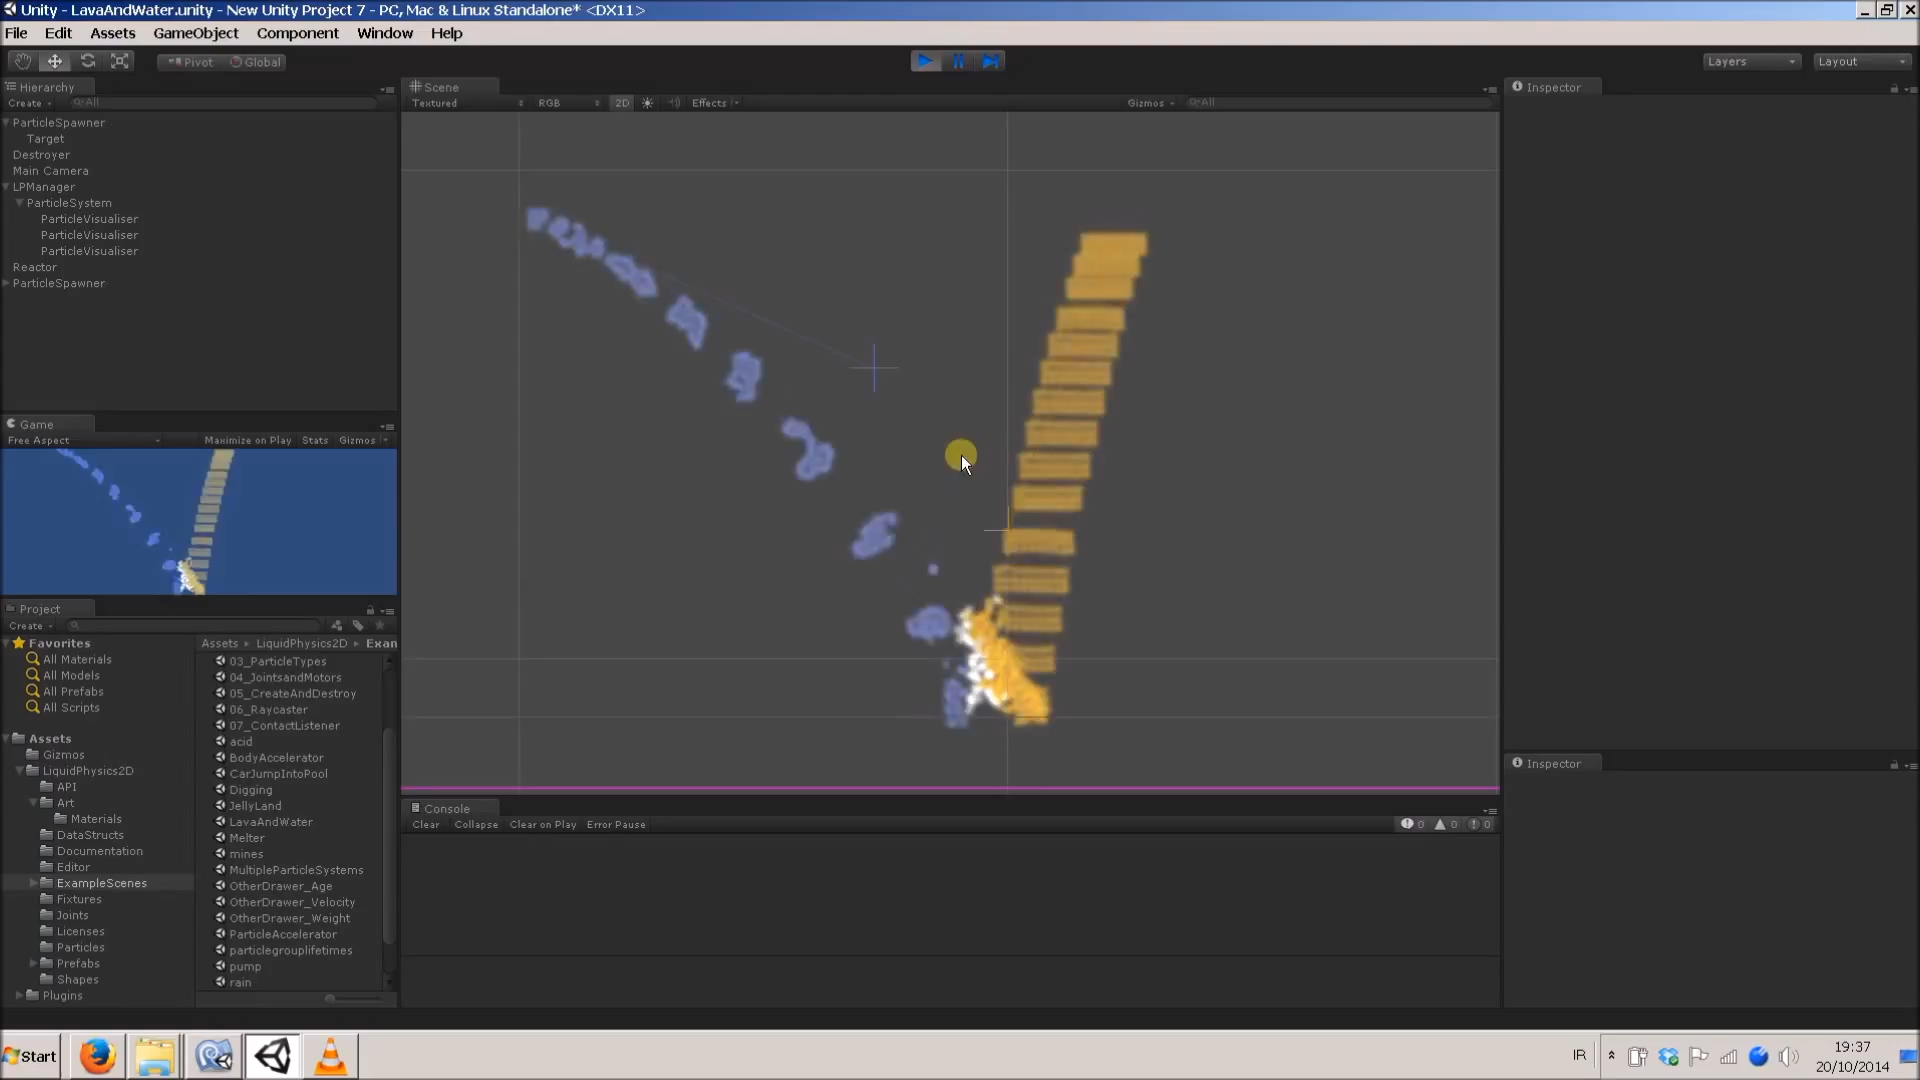 Unity - LavaAndWater.unity - New Unity Project 7 - PC, Mac & Linux Standalone* <DX11>
File Edit Assets GameObject Component Window Help
Pivot Global Layers Layout
Hierarchy
Create All
ParticleSpawner
Target
Destroyer
Main Camera
LPManager
ParticleSystem
ParticleVisualiser
ParticleVisualiser
ParticleVisualiser
Reactor
ParticleSpawner
Scene
Textured RGB 2D Effects Gizmos All
Inspector
Game
Free Aspect Maximize on Play Stats Gizmos
Project
Create
Favorites
All Materials
All Models
All Prefabs
All Scripts
Assets
Gizmos
LiquidPhysics2D
API
Art
Materials
DataStructs
Documentation
Editor
ExampleScenes
Fixtures
Joints
Licenses
Particles
Prefabs
Shapes
Plugins
Assets LiquidPhysics2D Exam
03_ParticleTypes
04_JointsandMotors
05_CreateAndDestroy
06_Raycaster
07_ContactListener
acid
BodyAccelerator
CarJumpIntoPool
Digging
JellyLand
LavaAndWater
Melter
mines
MultipleParticleSystems
OtherDrawer_Age
OtherDrawer_Velocity
OtherDrawer_Weight
ParticleAccelerator
particlegrouplifetimes
pump
rain
Console
Clear Collapse Clear on Play Error Pause 0 0 0
Inspector
Start IR 19:37
20/10/2014